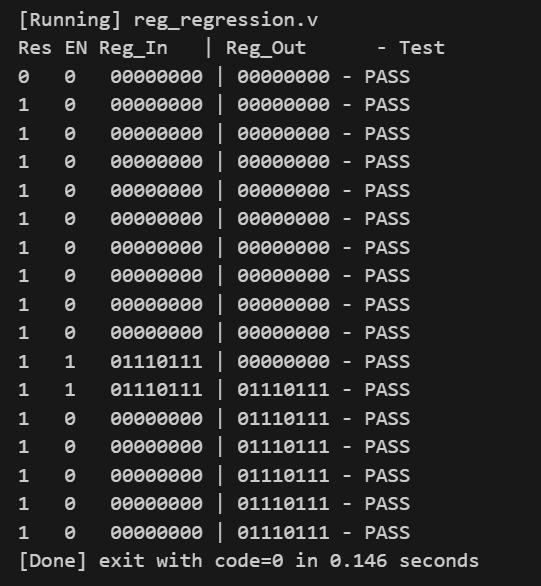 [Running] reg_regression.v
Res EN Reg_In   | Reg_Out      - Test
0   0   00000000 | 00000000 - PASS
1   0   00000000 | 00000000 - PASS
1   0   00000000 | 00000000 - PASS
1   0   00000000 | 00000000 - PASS
1   0   00000000 | 00000000 - PASS
1   0   00000000 | 00000000 - PASS
1   0   00000000 | 00000000 - PASS
1   0   00000000 | 00000000 - PASS
1   0   00000000 | 00000000 - PASS
1   0   00000000 | 00000000 - PASS
1   1   01110111 | 00000000 - PASS
1   1   01110111 | 01110111 - PASS
1   0   00000000 | 01110111 - PASS
1   0   00000000 | 01110111 - PASS
1   0   00000000 | 01110111 - PASS
1   0   00000000 | 01110111 - PASS
1   0   00000000 | 01110111 - PASS
[Done] exit with code=0 in 0.146 seconds